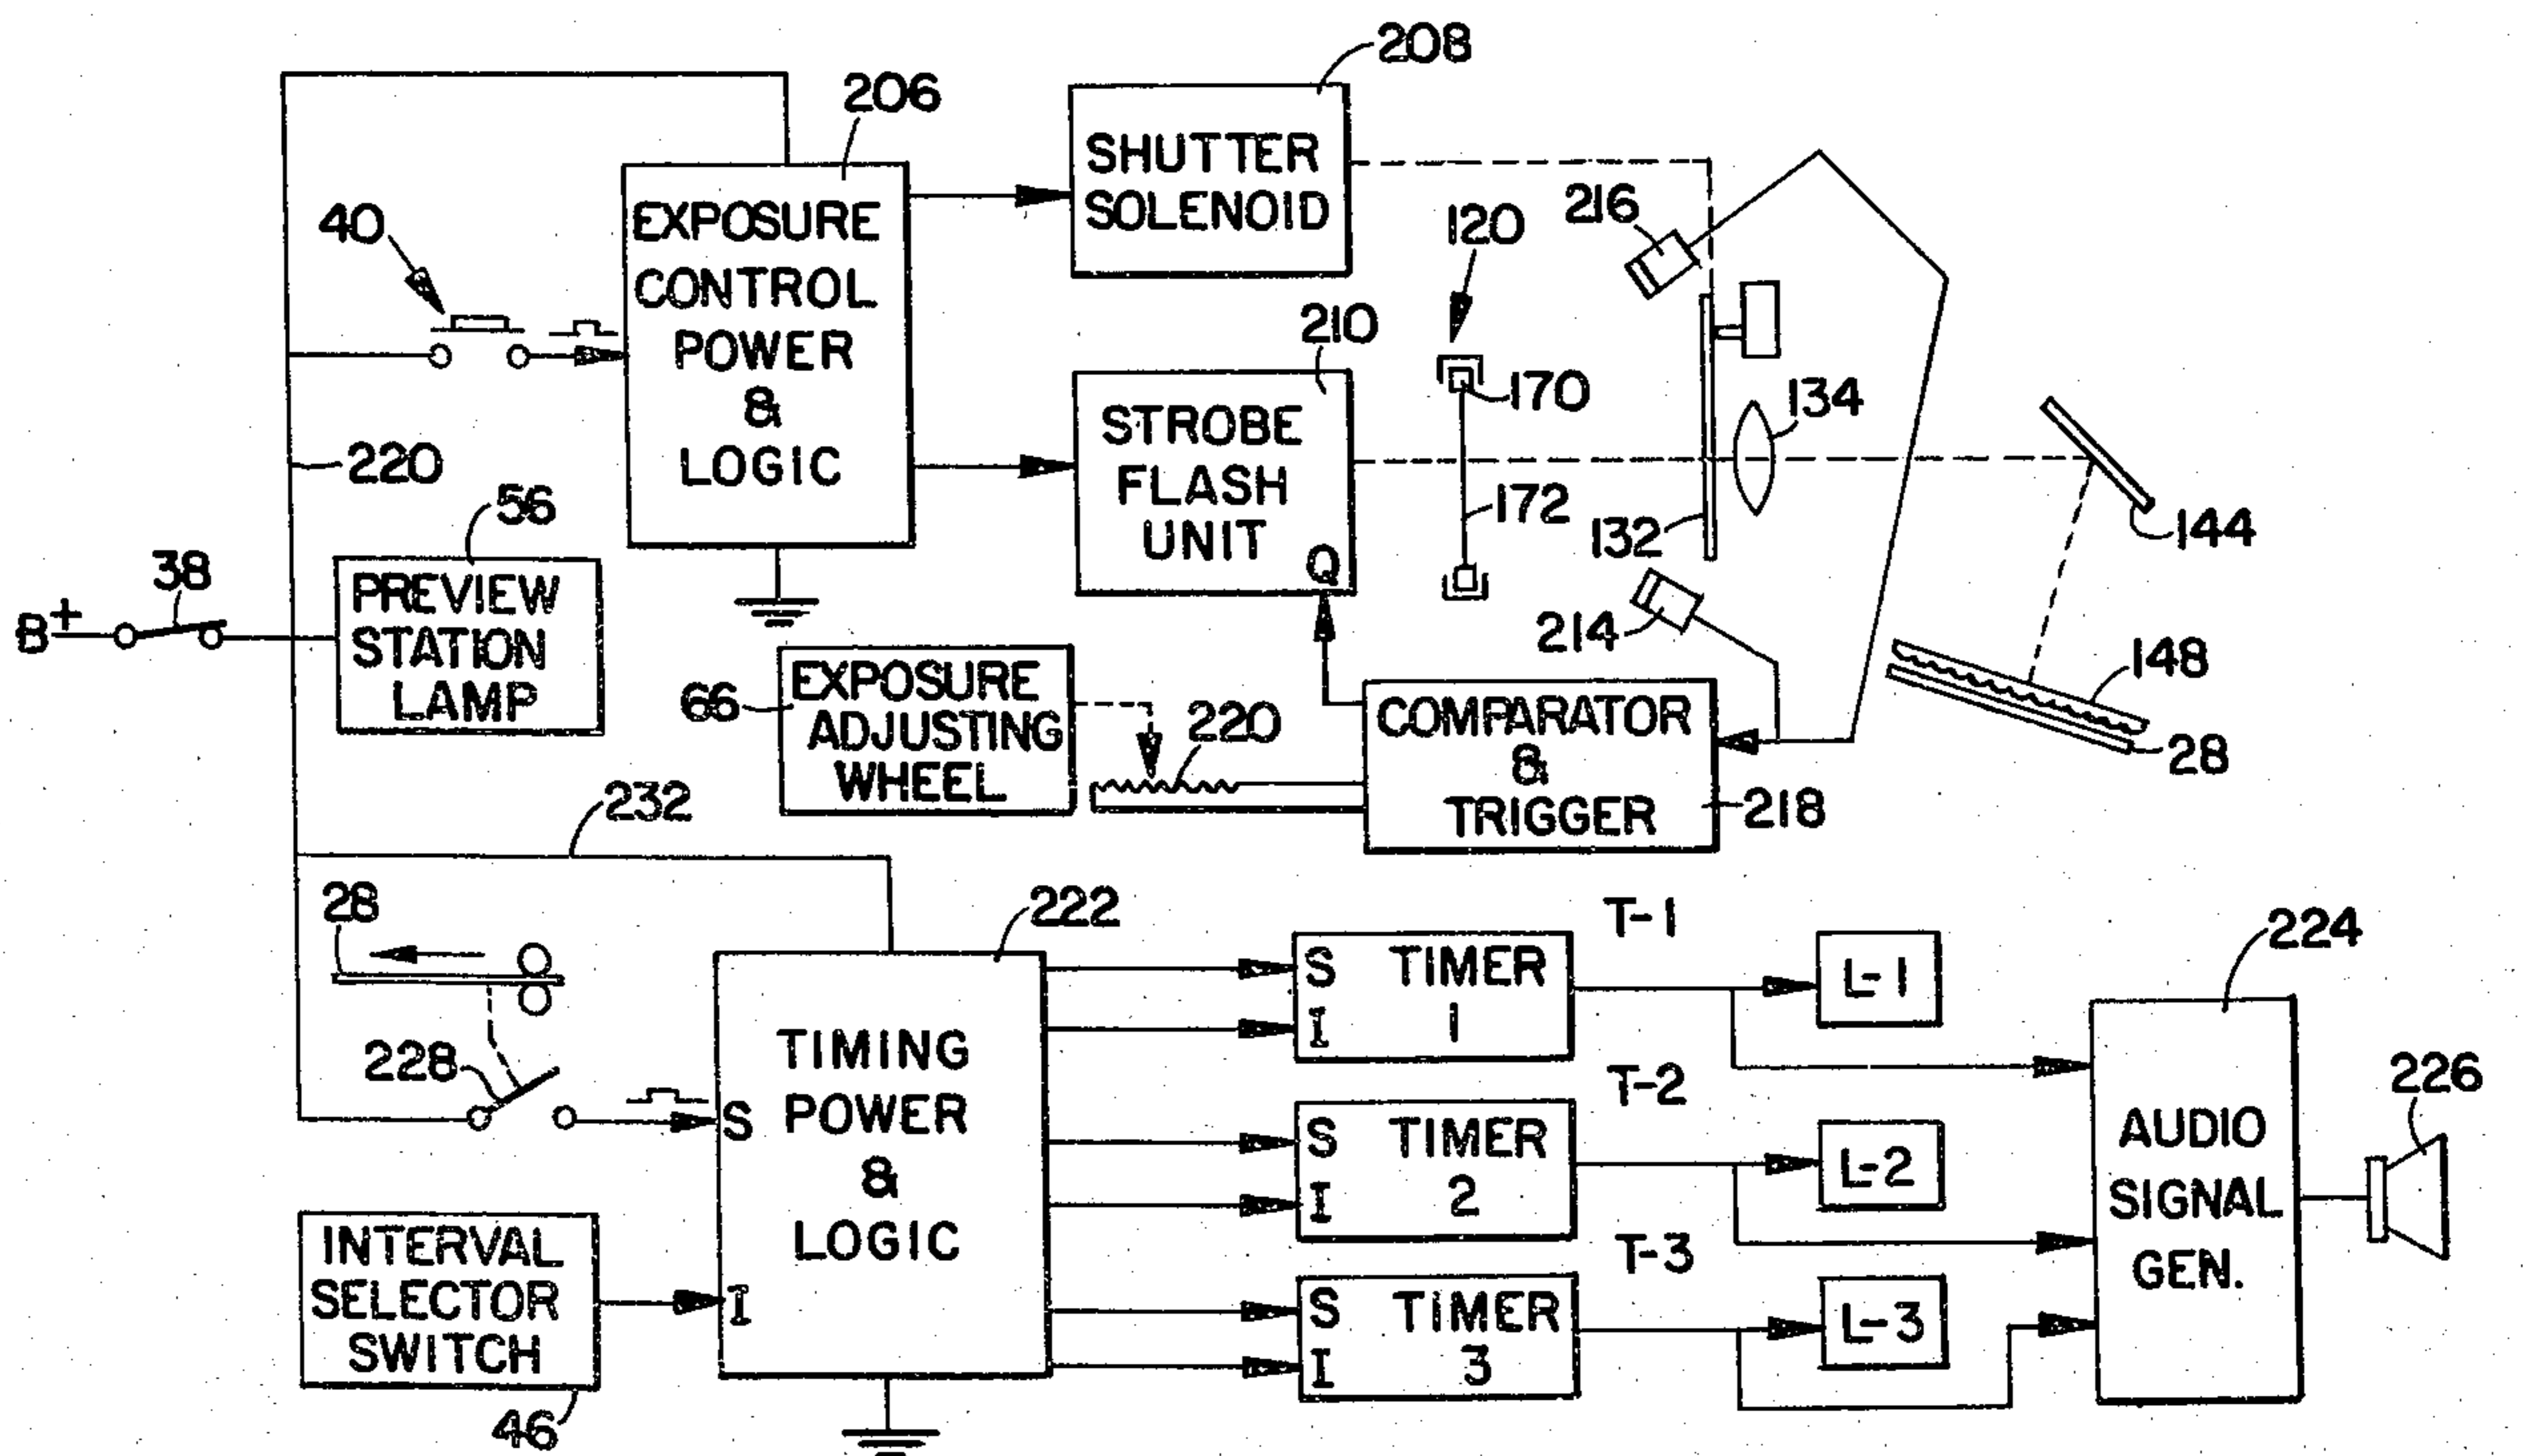 208
206
SHUTTER
SOLENOID
40
EXPOSURE
CONTROL
POWER
&
LOGIC
120
216
210
170
134
STROBE
FLASH
UNIT
Q
220
172
132
144
56
PREVIEW
STATION
LAMP
38
B+
214
148
66
EXPOSURE
ADJUSTING
WHEEL
220
COMPARATOR
&
TRIGGER
28
218
232
28
222
T-1
224
S TIMER
I 1
L-1
TIMING
POWER
&
LOGIC
228
S
T-2
226
S TIMER
I 2
L-2
AUDIO
SIGNAL
GEN.
INTERVAL
SELECTOR
SWITCH
I
T-3
S TIMER
I 3
L-3
46